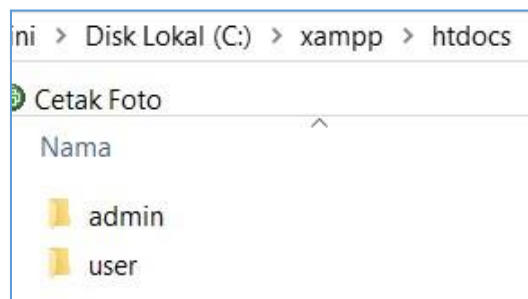 ini > Disk Lokal (C:) > xampp > htdocs
Cetak Foto
Nama
admin
user